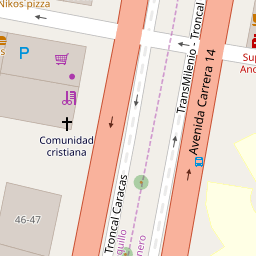 Nikos pizza
P
TransMilenio - Troncal
Avenida Carrera 14
Sup
And
Comunidad
cristiana
Troncal Caracas
46-47